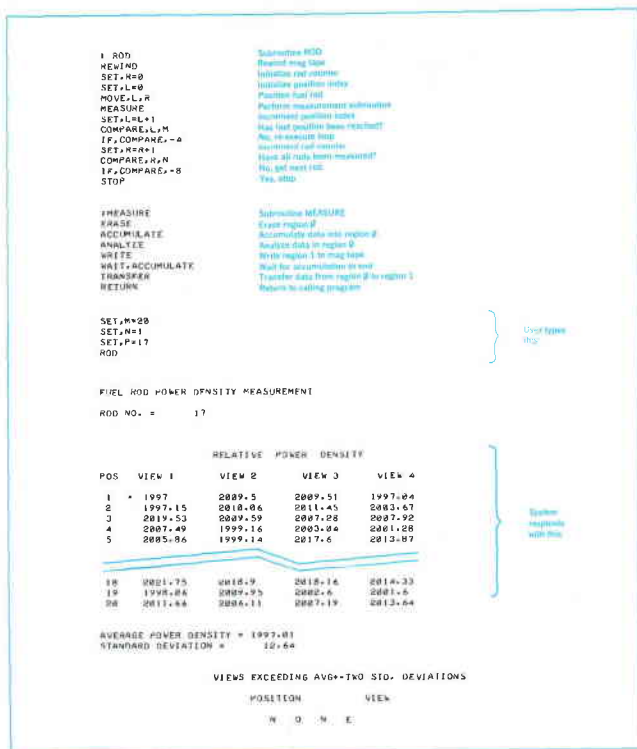 ! ROD Subroutine ROD
REWIND Rewind mag tape
SET,R=0 Initialize rod counter
SET,L=0 Initialize position index
MOVE,L,R Position fuel rod
MEASURE Perform measurement subroutine
SET,L=L+1 Increment position index
COMPARE,L,M Has last position been reached?
IF,COMPARE,-4 No, re-execute loop
SET,R=R+1 Increment rod counter
COMPARE,R,N Have all rods been measured?
IF,COMPARE,-8 No, get next rod
STOP Yes, stop
!MEASURE Subroutine MEASURE
ERASE Erase region Ø
ACCUMULATE Accumulate data into region Ø
ANALYZE Analyze data in region Ø
WRITE Write region 1 to mag tape
WAIT,ACCUMULATE Wait for accumulation to end
TRANSFER Transfer data from region Ø to region 1
RETURN Return to calling program
SET,M=20
SET,N=1
SET,P=17
ROD
User types
this
FUEL ROD POWER DENSITY MEASUREMENT
ROD NO. = 17
RELATIVE POWER DENSITY
POS VIEW 1 VIEW 2 VIEW 3 VIEW 4
1 * 1997 2009.5 2009.51 1997.04
2 1997.15 2010.06 2011.45 2003.67
3 2019.53 2009.59 2007.28 2007.92
4 2007.49 1999.16 2003.04 2001.28
5 2005.86 1999.14 2017.6 2013.87
System
responds
with this
18 2021.75 2018.9 2018.16 2014.33
19 1998.06 2009.95 2002.6 2001.6
20 2011.66 2006.11 2007.19 2013.64
AVERAGE POWER DENSITY = 1997.01
STANDARD DEVIATION = 12.64
VIEWS EXCEEDING AVG+-TWO STD. DEVIATIONS
POSITION VIEW
N O N E